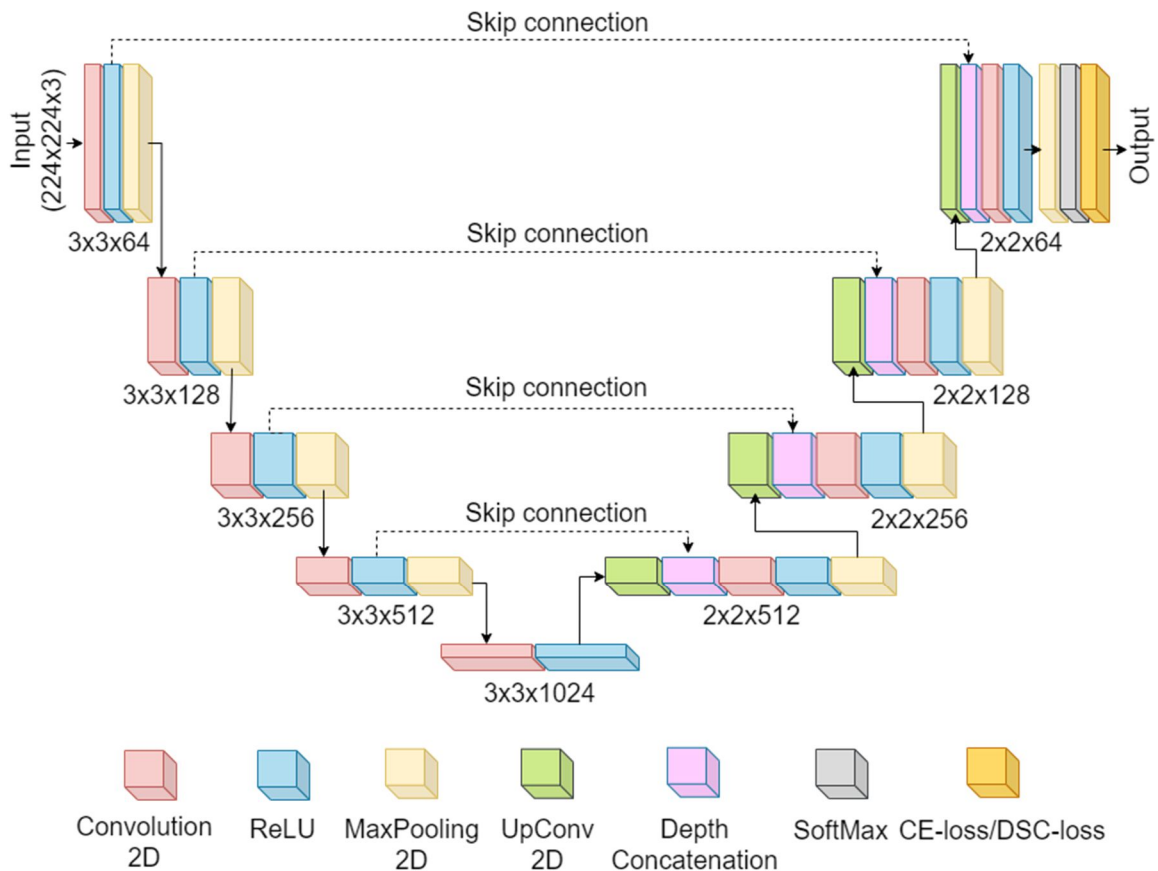 Skip connection
Input
(224x224x3)
Output
3x3x64
2x2x64
Skip connection
3x3x128
2x2x128
Skip connection
3x3x256
2x2x256
Skip connection
3x3x512
2x2x512
3x3x1024
Convolution
2D
ReLU
MaxPooling
2D
UpConv
2D
Depth
Concatenation
SoftMax
CE-loss/DSC-loss